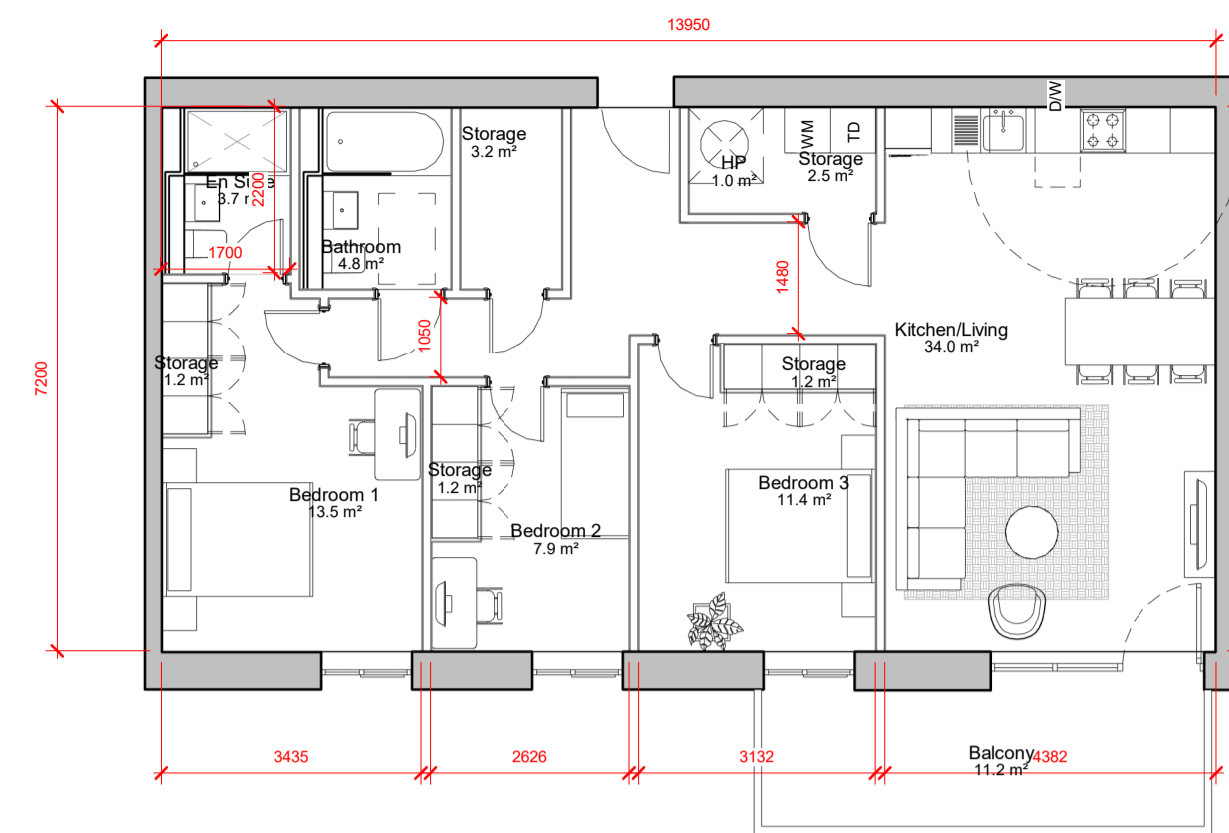 13950
D/W
Storage
3.2 m²
WM
TD
HP
1.0 m²
Storage
2.5 m²
En Suite
3.7 m²
2200
1700
Bathroom
4.8 m²
1480
1050
7200
Kitchen/Living
34.0 m²
Storage
1.2 m²
Storage
1.2 m²
Storage
1.2 m²
Bedroom 1
13.5 m²
Bedroom 2
7.9 m²
Bedroom 3
11.4 m²
3435
2626
3132
4382
Balcony
11.2 m²